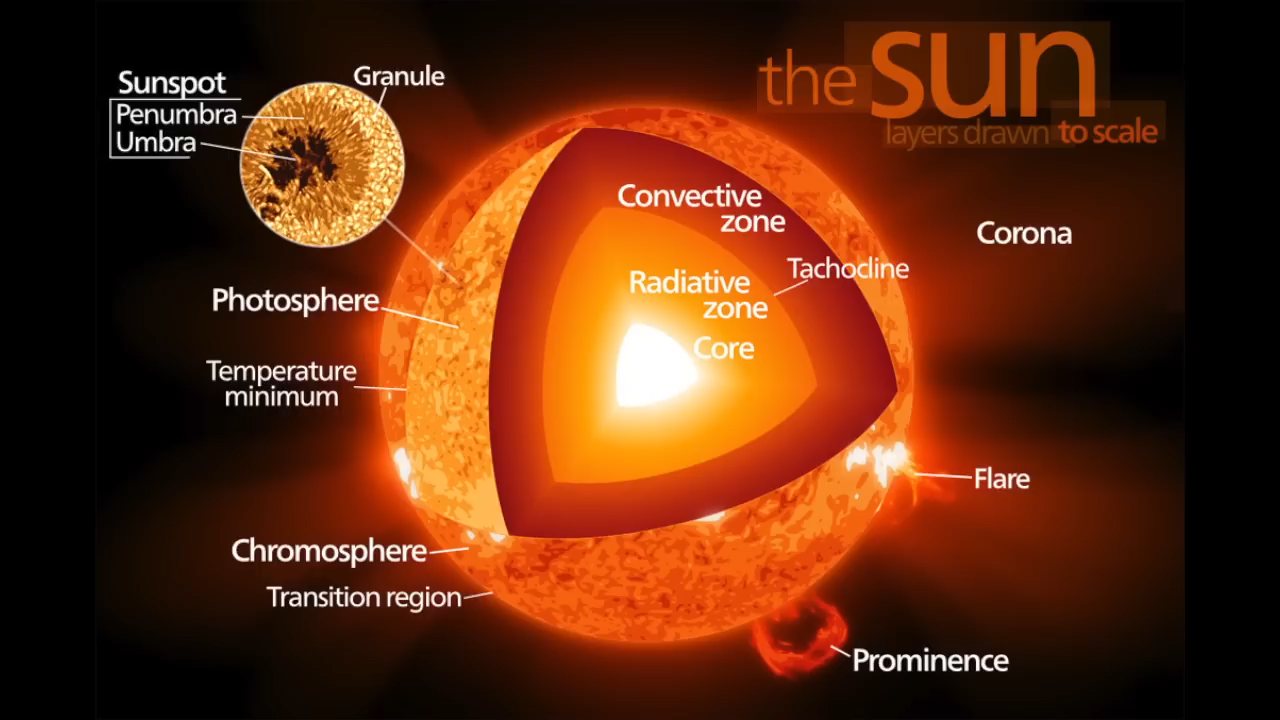 the sun
layers drawn to scale
Sunspot
Penumbra
Umbra
Granule
Convective
zone
Corona
Tachocline
Radiative
zone
Photosphere
Core
Temperature
minimum
Flare
Chromosphere
Transition region
Prominence